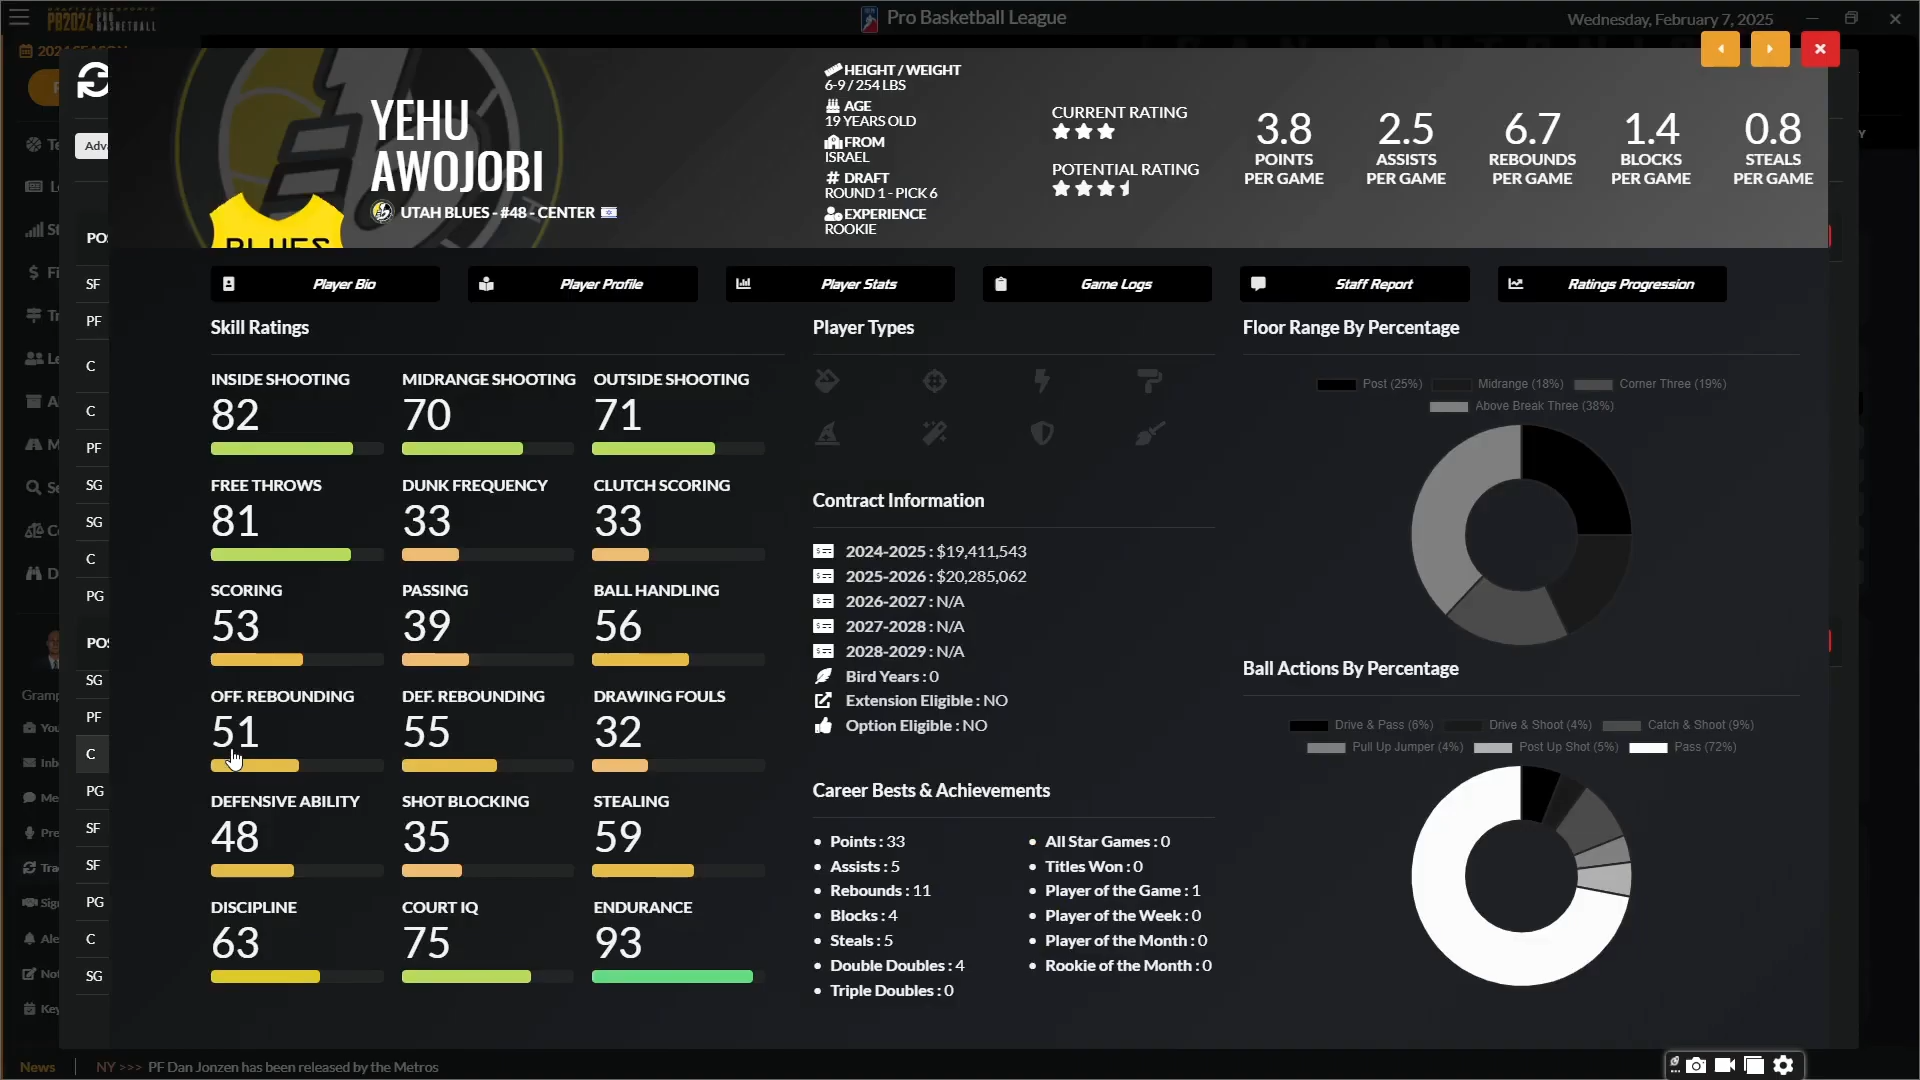 PB2024 PRO BASKETBALL
Pro Basketball League
Wednesday, February 7, 2025
YEHU
AWOJOBI
UTAH BLUES - #48 - CENTER
BLUES
HEIGHT / WEIGHT
6-9 / 254 LBS
AGE
19 YEARS OLD
FROM
ISRAEL
DRAFT
ROUND 1 - PICK 6
EXPERIENCE
ROOKIE
CURRENT RATING
POTENTIAL RATING
3.8
POINTS
PER GAME
2.5
ASSISTS
PER GAME
6.7
REBOUNDS
PER GAME
1.4
BLOCKS
PER GAME
0.8
STEALS
PER GAME
Player Bio
Player Profile
Player Stats
Game Logs
Staff Report
Ratings Progression
Skill Ratings
INSIDE SHOOTING
82
MIDRANGE SHOOTING
70
OUTSIDE SHOOTING
71
FREE THROWS
81
DUNK FREQUENCY
33
CLUTCH SCORING
33
SCORING
53
PASSING
39
BALL HANDLING
56
OFF. REBOUNDING
51
DEF. REBOUNDING
55
DRAWING FOULS
32
DEFENSIVE ABILITY
48
SHOT BLOCKING
35
STEALING
59
DISCIPLINE
63
COURT IQ
75
ENDURANCE
93
Player Types
Contract Information
2024-2025 : $19,411,543
2025-2026 : $20,285,062
2026-2027 : N/A
2027-2028 : N/A
2028-2029 : N/A
Bird Years : 0
Extension Eligible : NO
Option Eligible : NO
Career Bests & Achievements
Points : 33
Assists : 5
Rebounds : 11
Blocks : 4
Steals : 5
Double Doubles : 4
Triple Doubles : 0
All Star Games : 0
Titles Won : 0
Player of the Game : 1
Player of the Week : 0
Player of the Month : 0
Rookie of the Month : 0
Floor Range By Percentage
Post (25%)
Midrange (18%)
Corner Three (19%)
Above Break Three (38%)
Ball Actions By Percentage
Drive & Pass (6%)
Drive & Shoot (4%)
Catch & Shoot (9%)
Pull Up Jumper (4%)
Post Up Shot (5%)
Pass (72%)
Adv
POS
SF
PF
C
C
PF
SG
SG
C
PG
POS
SG
PF
C
PG
SF
SF
PG
C
SG
News
NY >>> PF Dan Jonzen has been released by the Metros